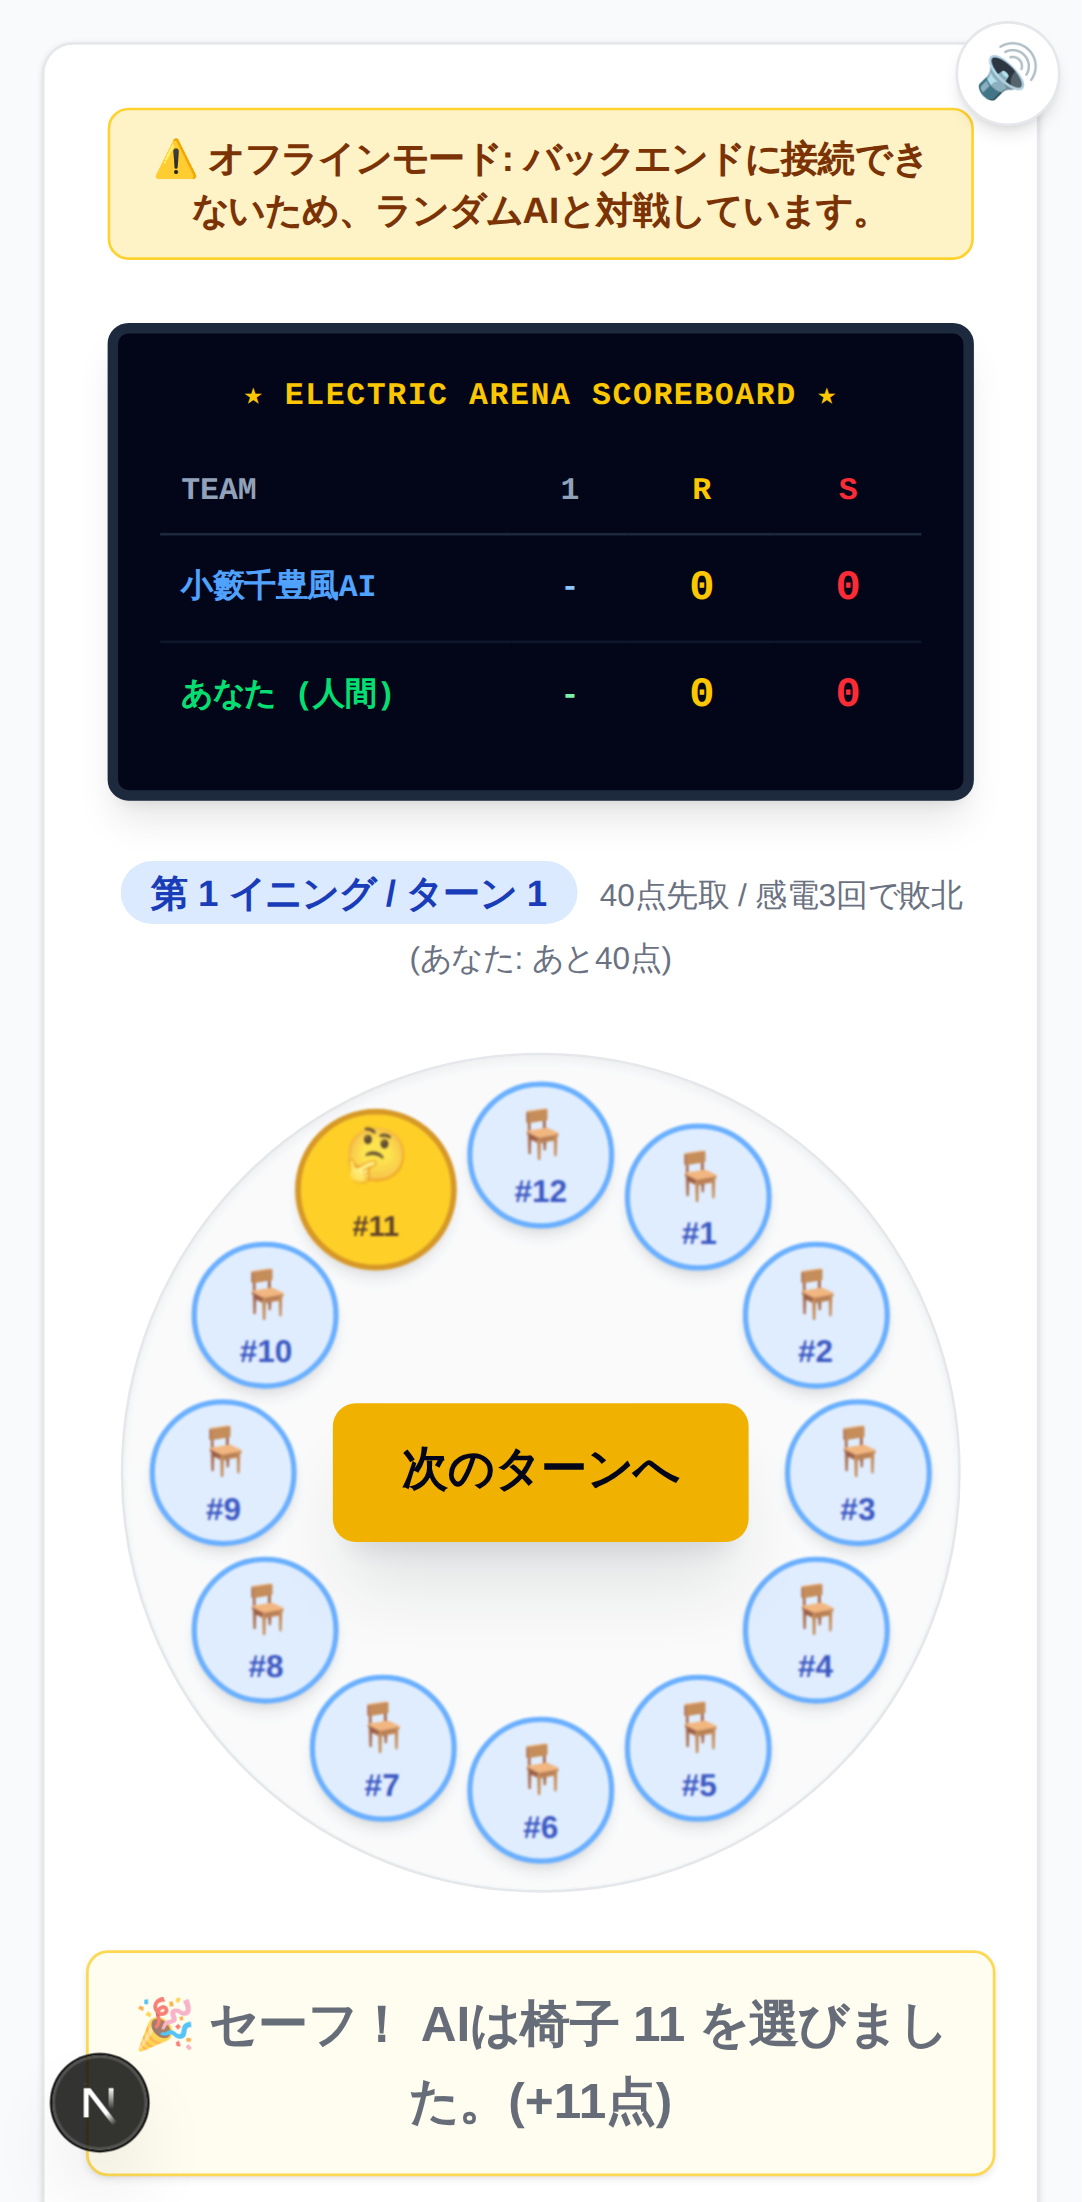 ⚠️ オフラインモード: バックエンドに接続でき
ないため、ランダムAIと対戦しています。
★ ELECTRIC ARENA SCOREBOARD ★
TEAM 1 R S
小籔千豊風AI - 0 0
あなた (人間) - 0 0
第 1 イニング / ターン 1 40点先取 / 感電3回で敗北
(あなた: あと40点)
#12
#11
#1
#10
#2
次のターンへ
#9
#3
#8
#4
#7
#5
#6
🎉 セーフ！ AIは椅子 11 を選びまし
た。(+11点)
N